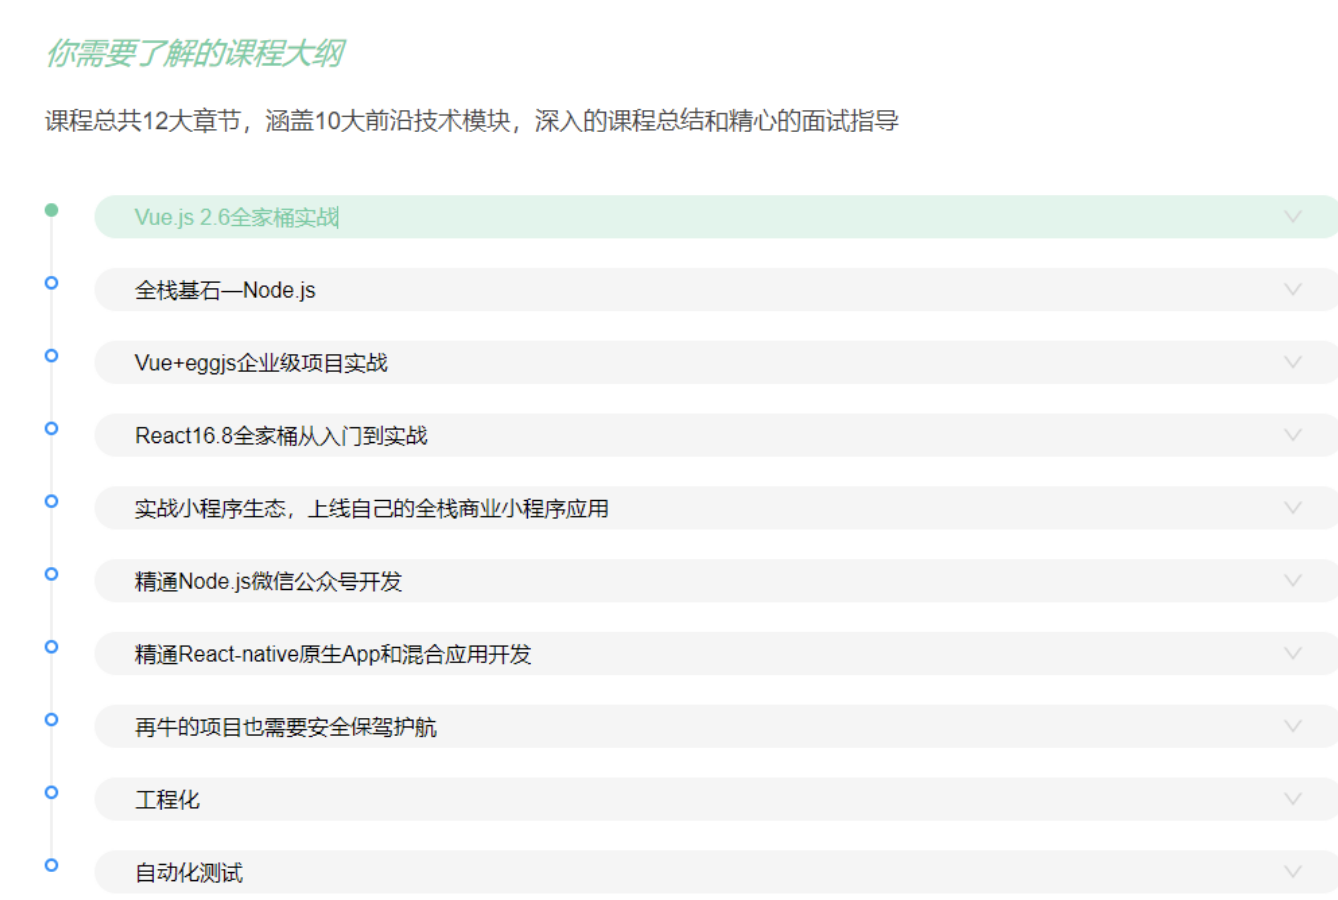 你需要了解的课程大纲
课程总共12大章节，涵盖10大前沿技术模块，深入的课程总结和精心的面试指导
Vue.js 2.6全家桶实战
全栈基石—Node.js
Vue+eggjs企业级项目实战
React16.8全家桶从入门到实战
实战小程序生态，上线自己的全栈商业小程序应用
精通Node.js微信公众号开发
精通React-native原生App和混合应用开发
再牛的项目也需要安全保驾护航
工程化
自动化测试